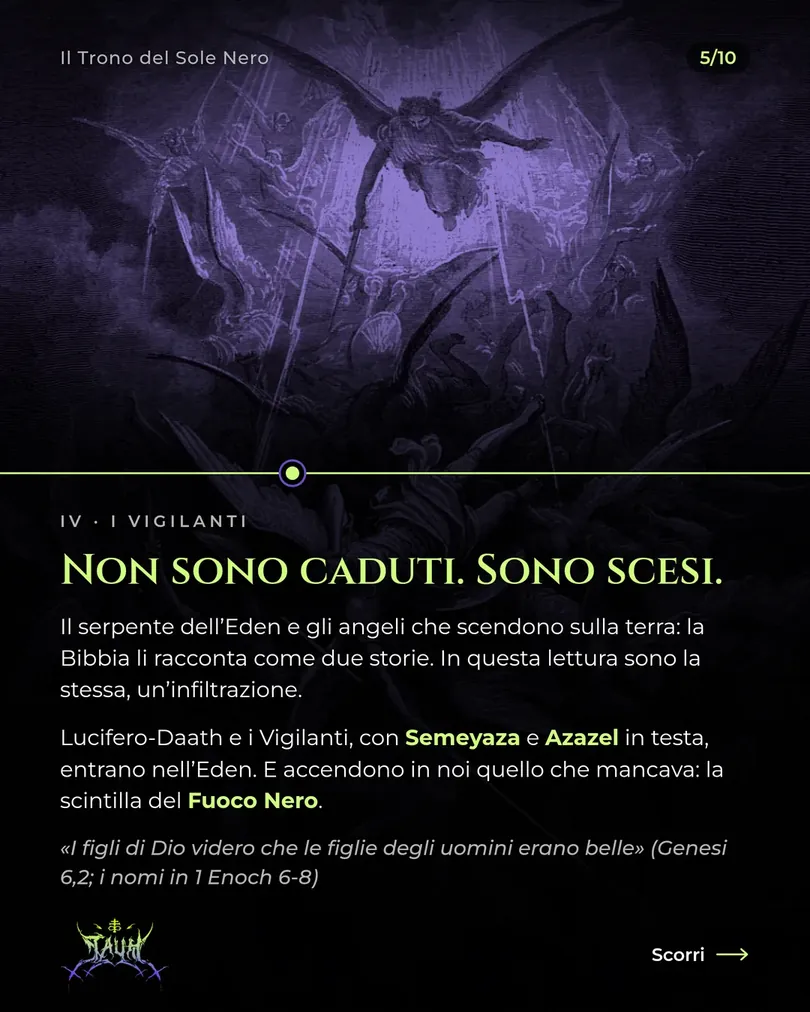 Il Trono del Sole Nero
5/10
IV · I VIGILANTI
Non sono caduti. Sono scesi.
Il serpente dell’Eden e gli angeli che scendono sulla terra: la
Bibbia li racconta come due storie. In questa lettura sono la
stessa, un’infiltrazione.
Lucifero-Daath e i Vigilanti, con Semeyaza e Azazel in testa,
entrano nell’Eden. E accendono in noi quello che mancava: la
scintilla del Fuoco Nero.
«I figli di Dio videro che le figlie degli uomini erano belle» (Genesi
6,2; i nomi in 1 Enoch 6-8)
Scorri